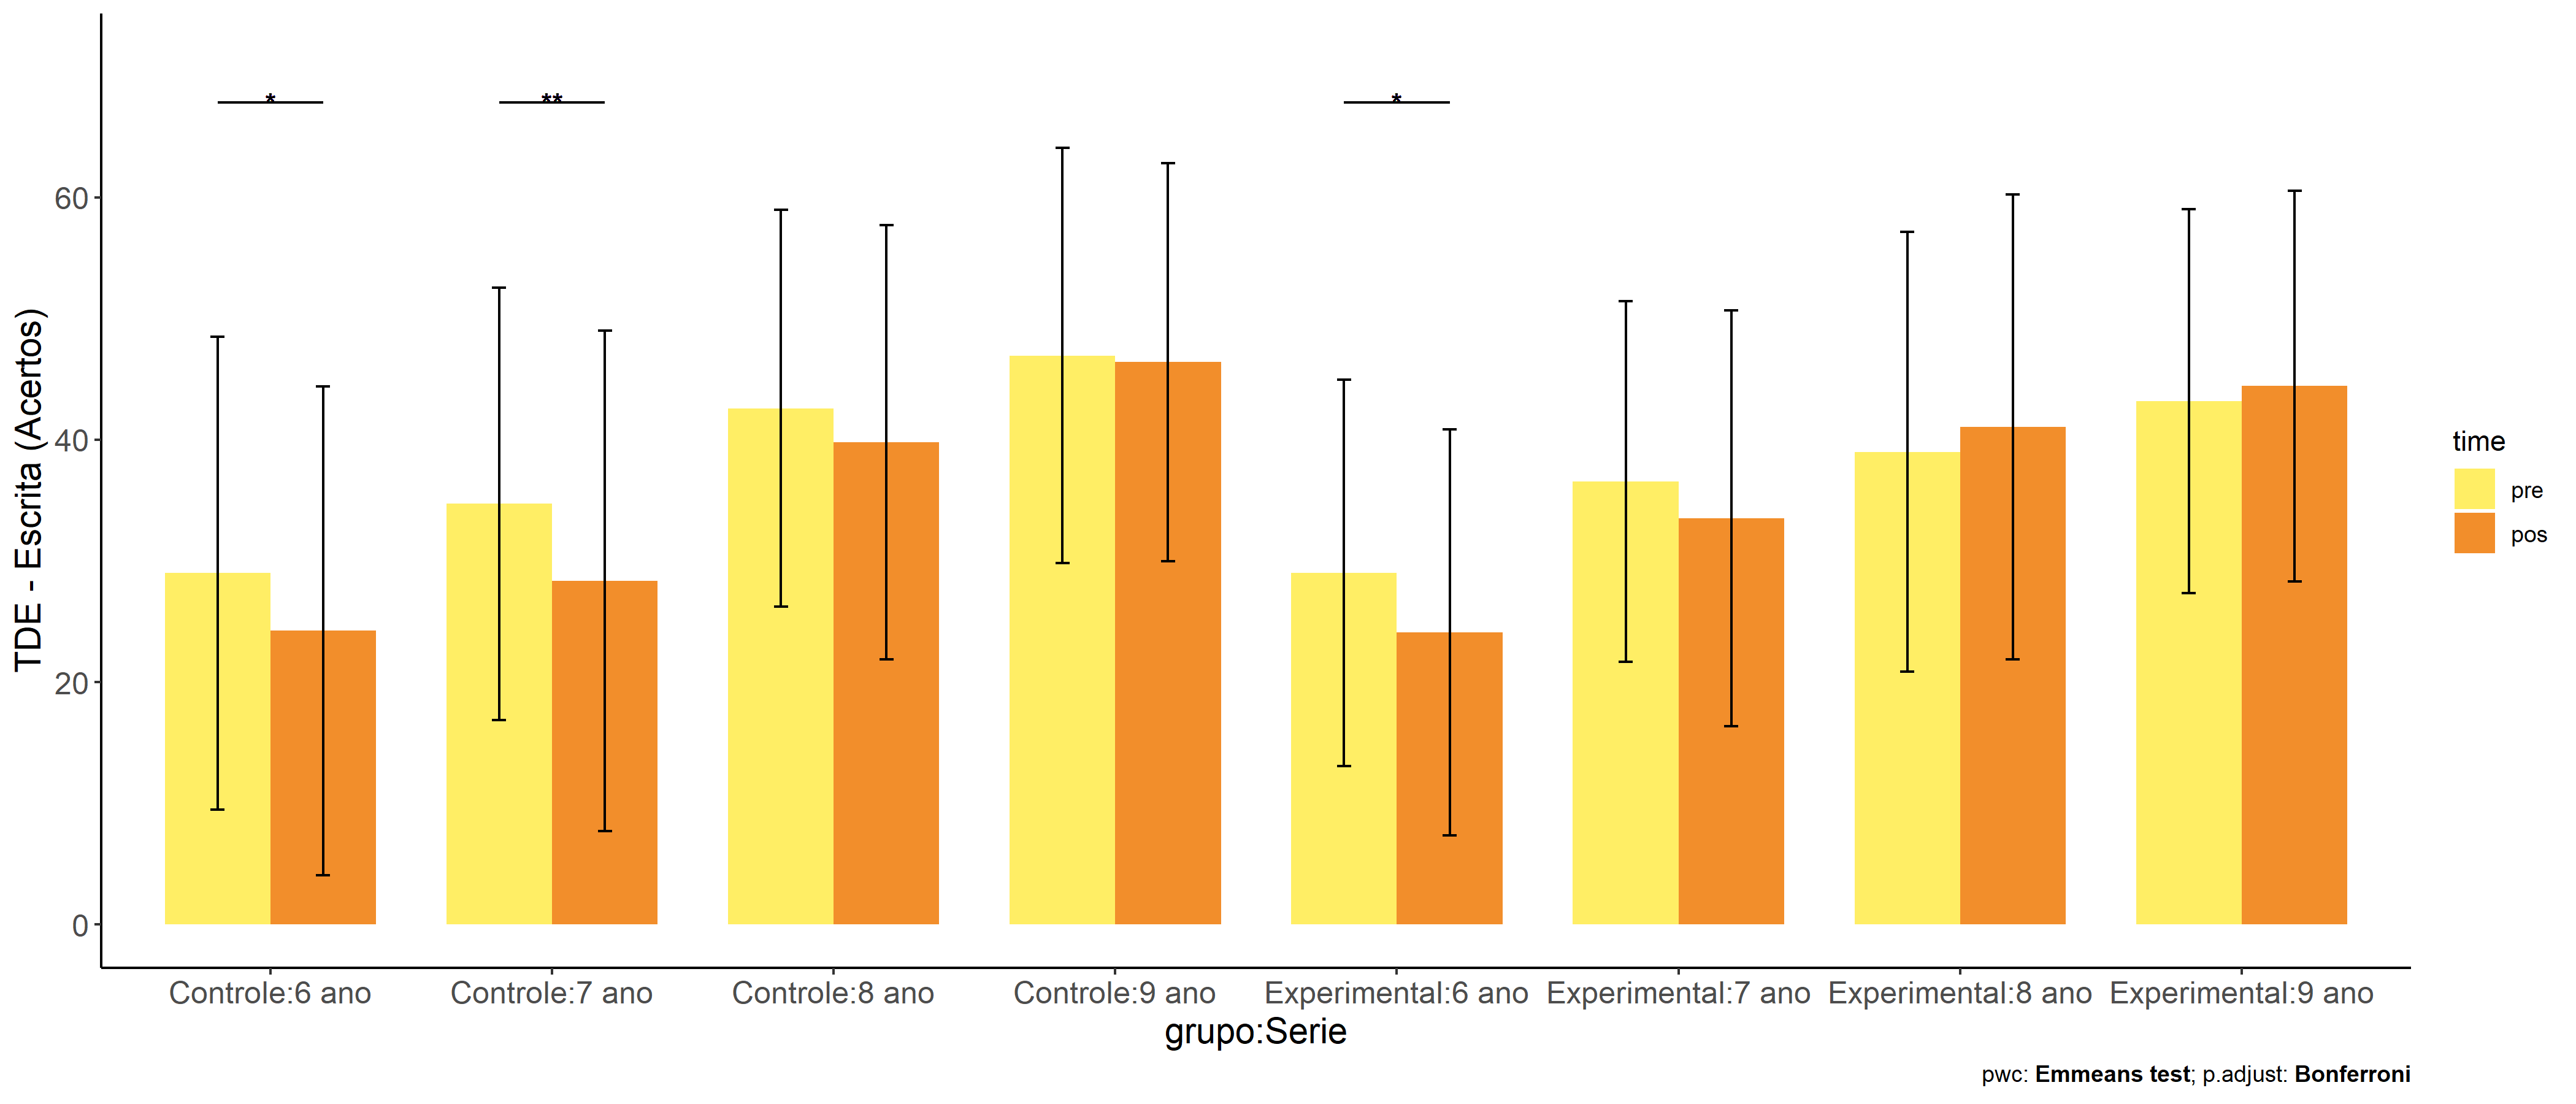 * ** *
TDE - Escrita (Acertos)
60
40
20
0
Controle:6 ano Controle:7 ano Controle:8 ano Controle:9 ano Experimental:6 ano Experimental:7 ano Experimental:8 ano Experimental:9 ano
grupo:Serie
time
pre
pos
pwc: Emmeans test; p.adjust: Bonferroni